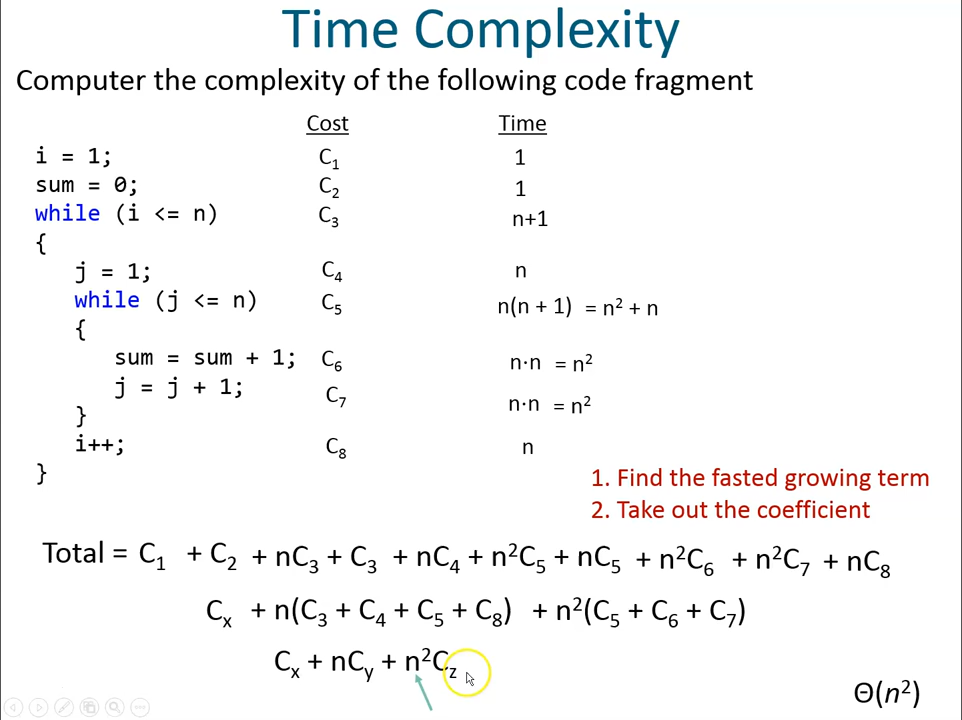 Time Complexity
Computer the complexity of the following code fragment
Cost Time
i = 1; C₁ 1
sum = 0; C₂ 1
while (i <= n) C₃ n+1
{
j = 1; C₄ n
while (j <= n) C₅ n(n + 1) = n² + n
{
sum = sum + 1; C₆ n·n = n²
j = j + 1; C₇ n·n = n²
}
i++; C₈ n
}
1. Find the fasted growing term
2. Take out the coefficient
Total = C₁ + C₂ + nC₃ + C₃ + nC₄ + n²C₅ + nC₅ + n²C₆ + n²C₇ + nC₈
Cₓ + n(C₃ + C₄ + C₅ + C₈) + n²(C₅ + C₆ + C₇)
Cₓ + nC_y + n²C_z
Θ(n²)